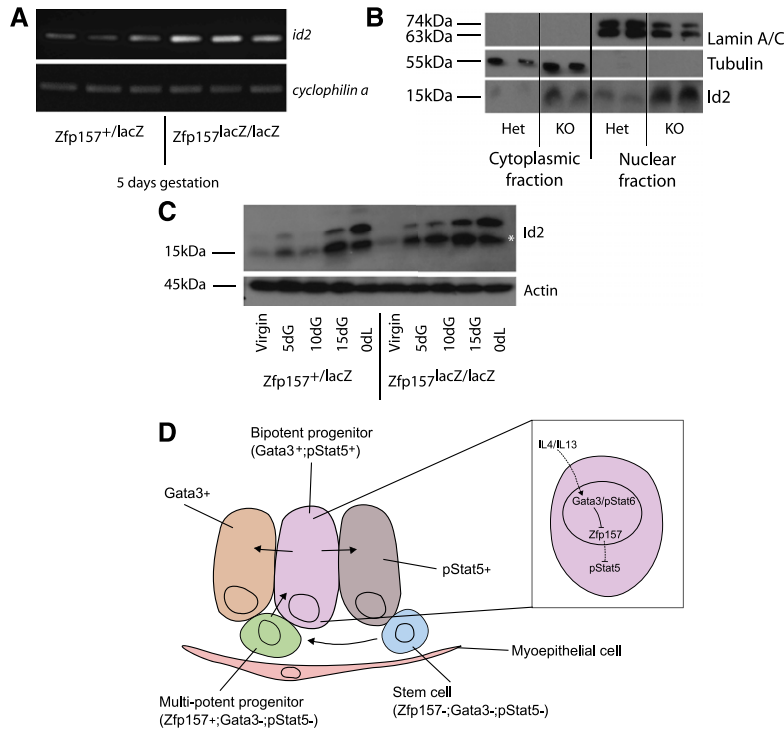 A
id2
cyclophilin a
Zfp157+/lacZ
Zfp157lacZ/lacZ
5 days gestation
B
74kDa
63kDa
Lamin A/C
55kDa
Tubulin
15kDa
Id2
Het
KO
Het
KO
Cytoplasmic
fraction
Nuclear
fraction
C
15kDa
Id2
*
45kDa
Actin
Virgin
5dG
10dG
15dG
0dL
Virgin
5dG
10dG
15dG
0dL
Zfp157+/lacZ
Zfp157lacZ/lacZ
D
Bipotent progenitor
(Gata3+;pStat5+)
Gata3+
pStat5+
IL4/IL13
Gata3/pStat6
Zfp157
pStat5
Myoepithelial cell
Multi-potent progenitor
(Zfp157+;Gata3-;pStat5-)
Stem cell
(Zfp157-;Gata3-;pStat5-)